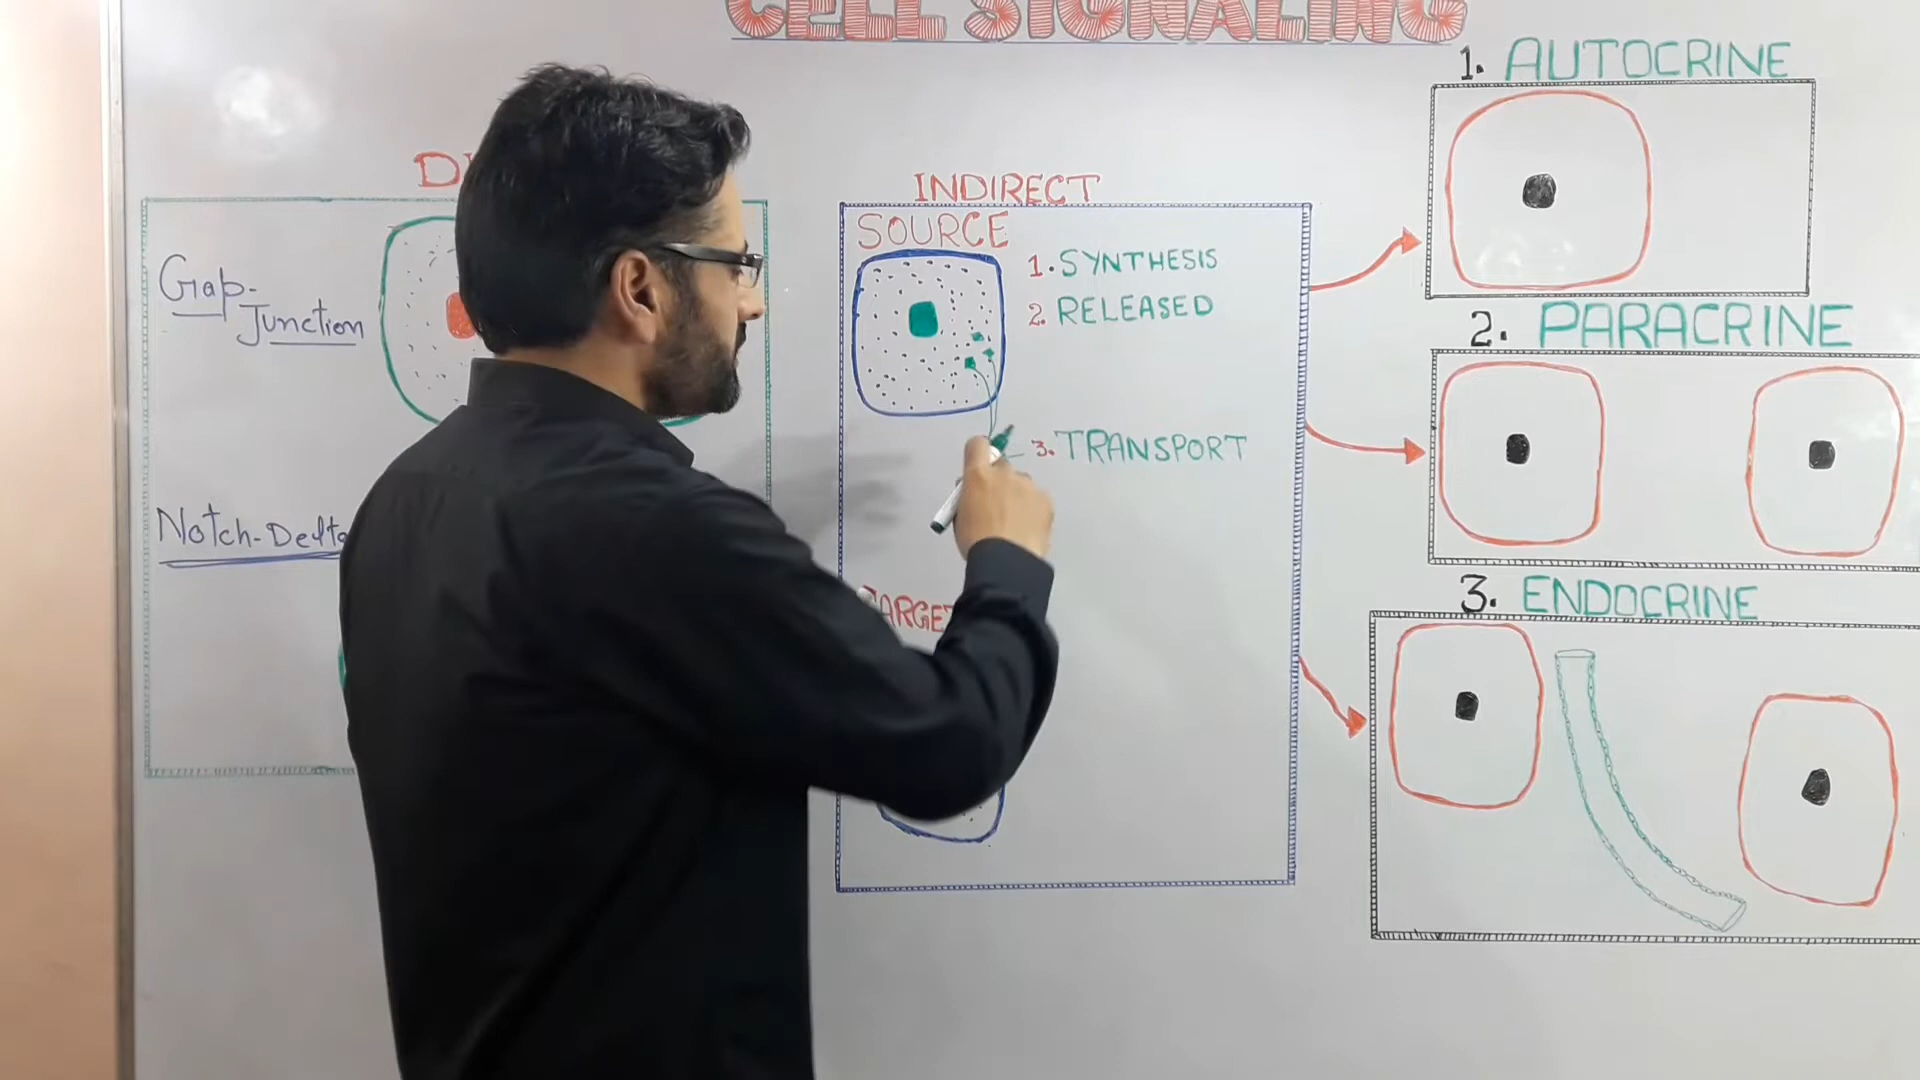 CELL SIGNALING
INDIRECT
SOURCE
1. SYNTHESIS
2. RELEASED
3. TRANSPORT
Gap-
Junction
Notch-Delta
1. AUTOCRINE
2. PARACRINE
3. ENDOCRINE